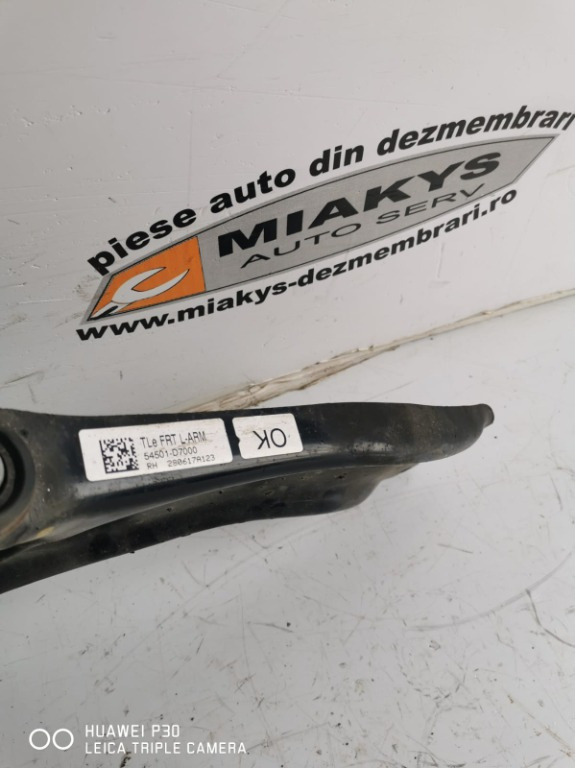 piese auto din dezmembrari
MIAKYS
AUTO SERV
www.miakys-dezmembrari.ro
TLe FRT L-ARM
54501-D7000
RH 280617A123
OK
HUAWEI P30
LEICA TRIPLE CAMERA